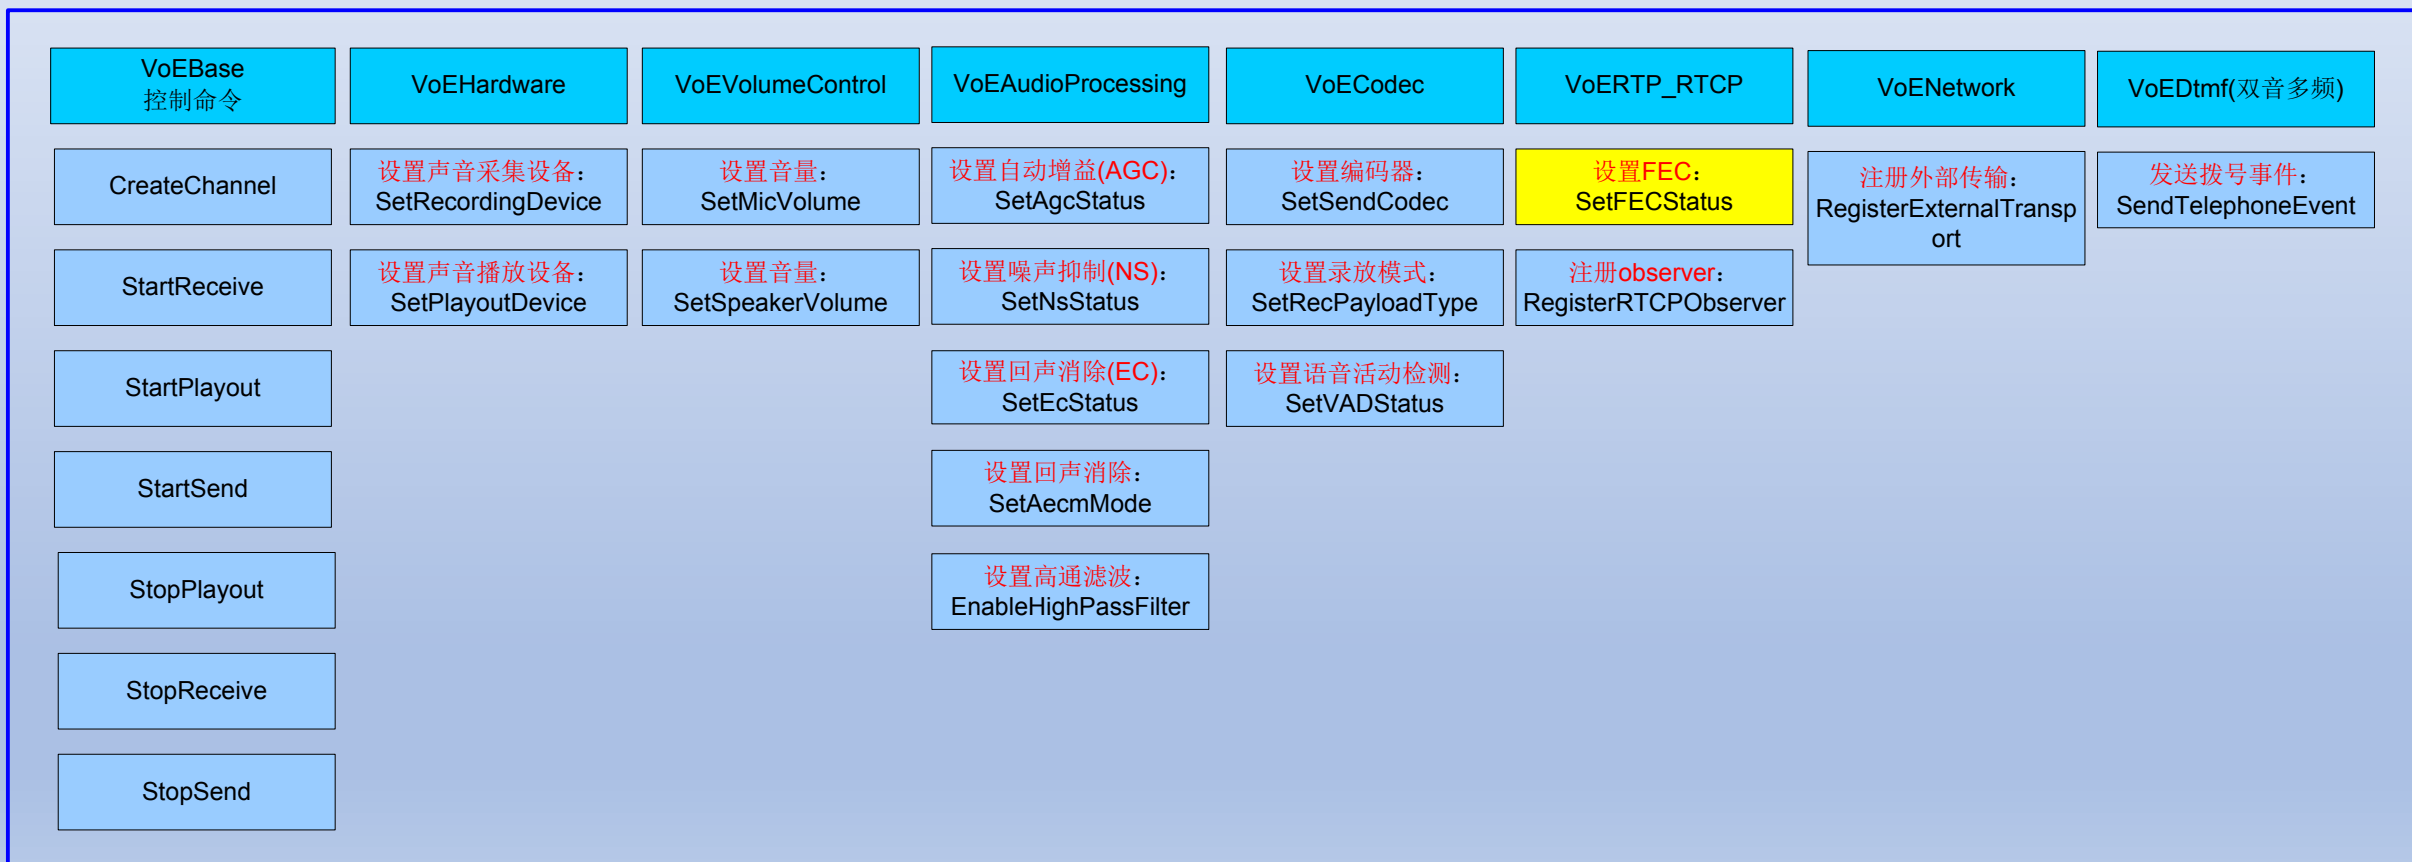 VoEBase
控制命令
VoEHardware
VoEVolumeControl
VoEAudioProcessing
VoECodec
VoERTP_RTCP
VoENetwork
VoEDtmf(双音多频)
CreateChannel
设置声音采集设备：
SetRecordingDevice
设置音量：
SetMicVolume
设置自动增益(AGC)：
SetAgcStatus
设置编码器：
SetSendCodec
设置FEC：
SetFECStatus
注册外部传输：
RegisterExternalTransp
ort
发送拨号事件：
SendTelephoneEvent
StartReceive
设置声音播放设备：
SetPlayoutDevice
设置音量：
SetSpeakerVolume
设置噪声抑制(NS)：
SetNsStatus
设置录放模式：
SetRecPayloadType
注册observer：
RegisterRTCPObserver
StartPlayout
设置回声消除(EC)：
SetEcStatus
设置语音活动检测：
SetVADStatus
StartSend
设置回声消除：
SetAecmMode
StopPlayout
设置高通滤波：
EnableHighPassFilter
StopReceive
StopSend